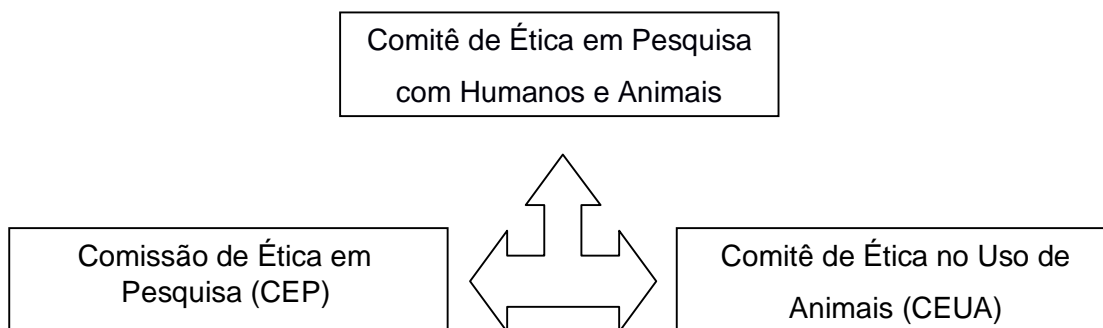 Comitê de Ética em Pesquisa
com Humanos e Animais
Comissão de Ética em
Pesquisa (CEP)
Comitê de Ética no Uso de
Animais (CEUA)